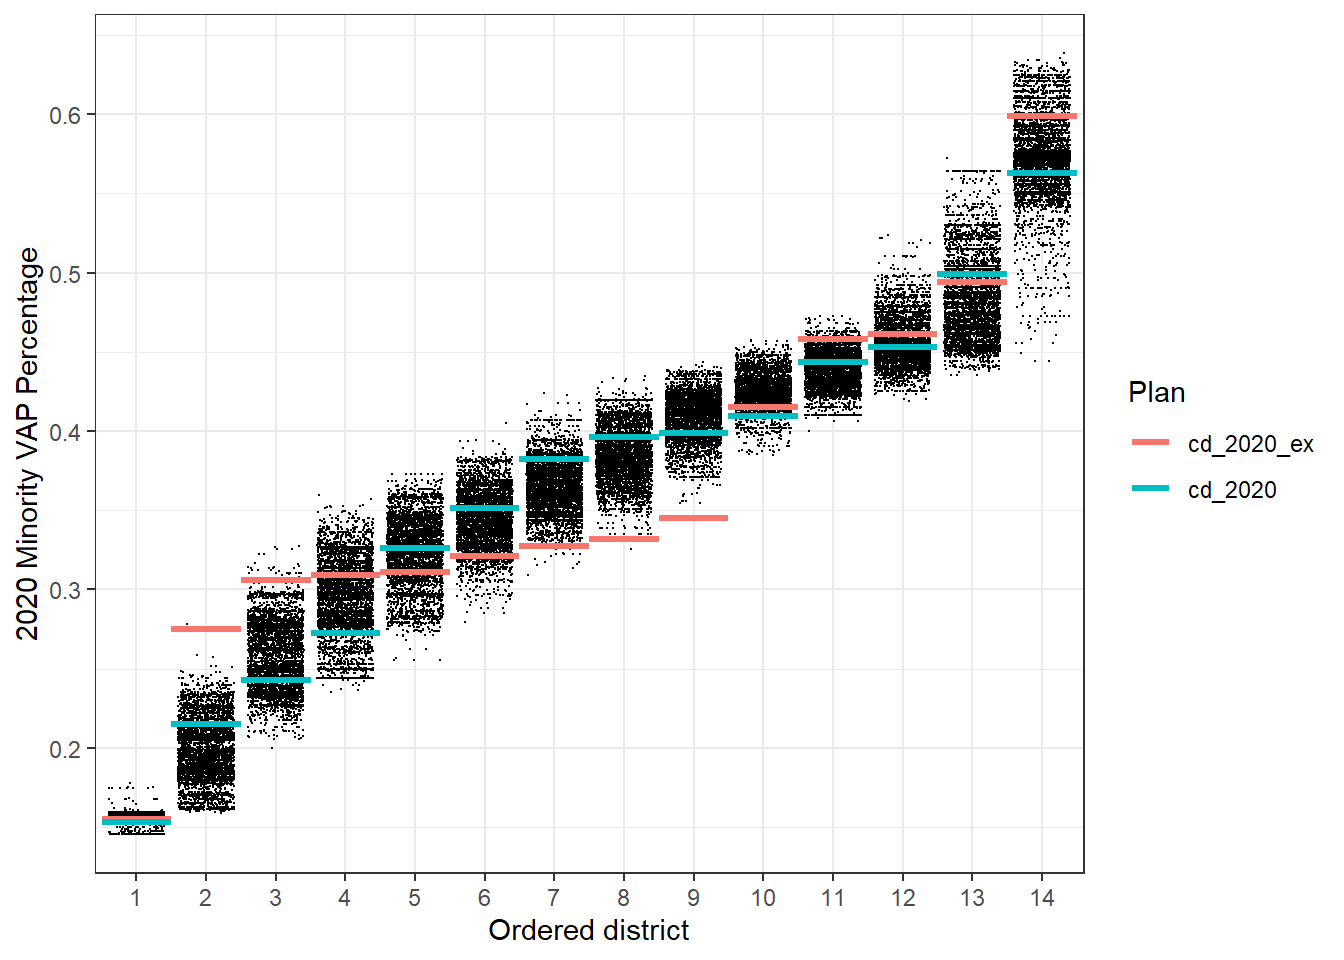 0.6
0.5
0.4
0.3
0.2
2020 Minority VAP Percentage
1 2 3 4 5 6 7 8 9 10 11 12 13 14
Ordered district
Plan
cd_2020_ex
cd_2020